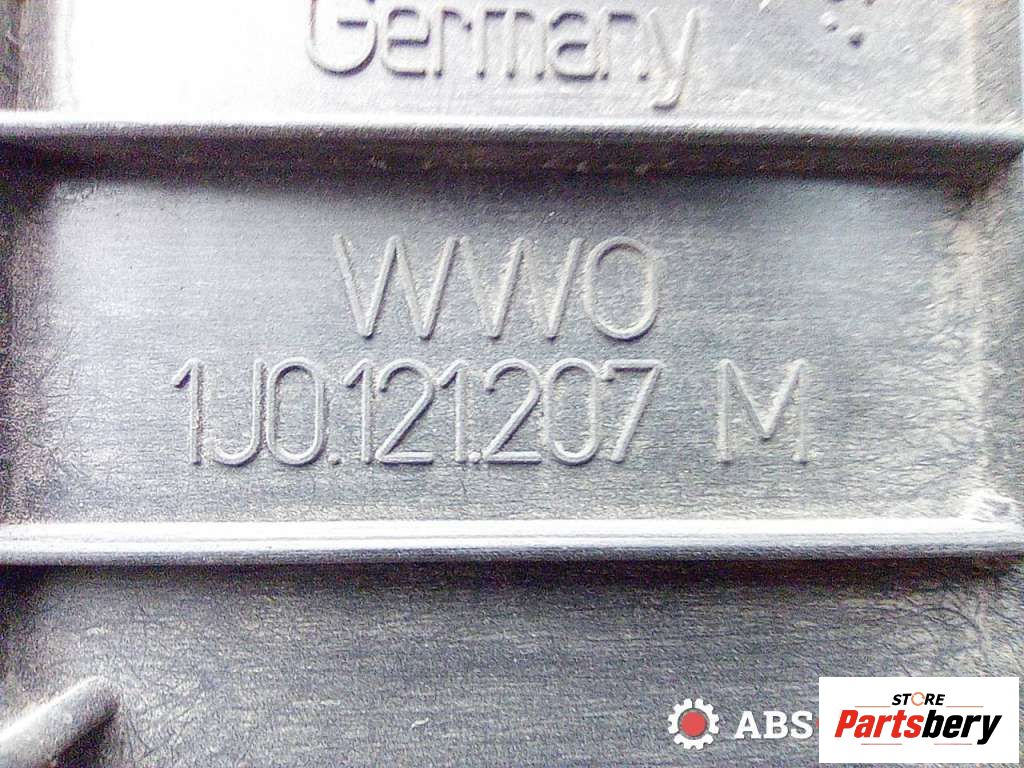 Germany
WWO
1J0.121.207 M
ABS
STORE
Partsbery